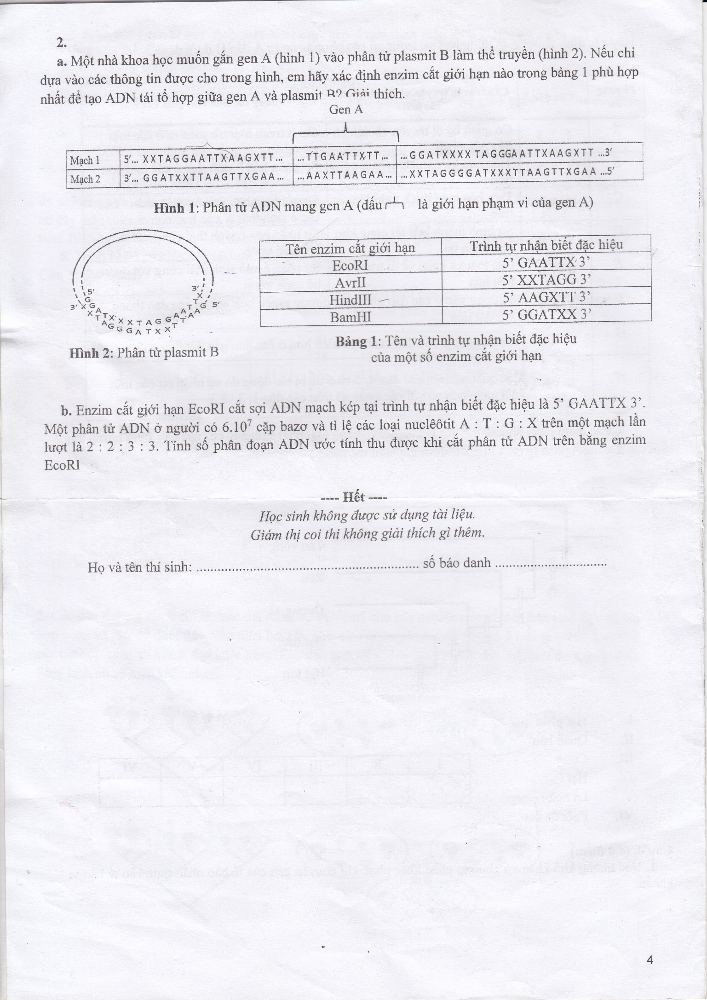 2.
a. Một nhà khoa học muốn gắn gen A (hình 1) vào phân tử plasmit B làm thể truyền (hình 2). Nếu chỉ
dựa vào các thông tin được cho trong hình, em hãy xác định enzim cắt giới hạn nào trong bảng 1 phù hợp
nhất để tạo ADN tái tổ hợp giữa gen A và plasmit B? Giải thích.
Gen A
Mạch 1 5'... XXTAGGAATTXAAGXTT... ...TTGAATTXTT... ...GGATXXXX TAGGGAATTXAAGXTT ...3'
Mạch 2 3'... GGATXXTTAAGTTXGAA... ...AAXTTAAGAA... ...XXTAGGGGATXXXTTAAGTTXGAA ...5'
Hình 1: Phân tử ADN mang gen A (dấu là giới hạn phạm vi của gen A)
5' G G A T X X X X T A G G G A A T T X 3'
3' X X T A G G G G A T X X T T A A G 5'
Hình 2: Phân tử plasmit B
Tên enzim cắt giới hạn Trình tự nhận biết đặc hiệu
EcoRI 5' GAATTX 3'
AvrII 5' XXTAGG 3'
HindIII 5' AAGXTT 3'
BamHI 5' GGATXX 3'
Bảng 1: Tên và trình tự nhận biết đặc hiệu
của một số enzim cắt giới hạn
b. Enzim cắt giới hạn EcoRI cắt sợi ADN mạch kép tại trình tự nhận biết đặc hiệu là 5' GAATTX 3'.
Một phân tử ADN ở người có 6.10⁷ cặp bazơ và tỉ lệ các loại nuclêôtit A : T : G : X trên một mạch lần
lượt là 2 : 2 : 3 : 3. Tính số phân đoạn ADN ước tính thu được khi cắt phân tử ADN trên bằng enzim
EcoRI
---- Hết ----
Học sinh không được sử dụng tài liệu.
Giám thị coi thi không giải thích gì thêm.
Họ và tên thí sinh: ................................................................ số báo danh ................................
4